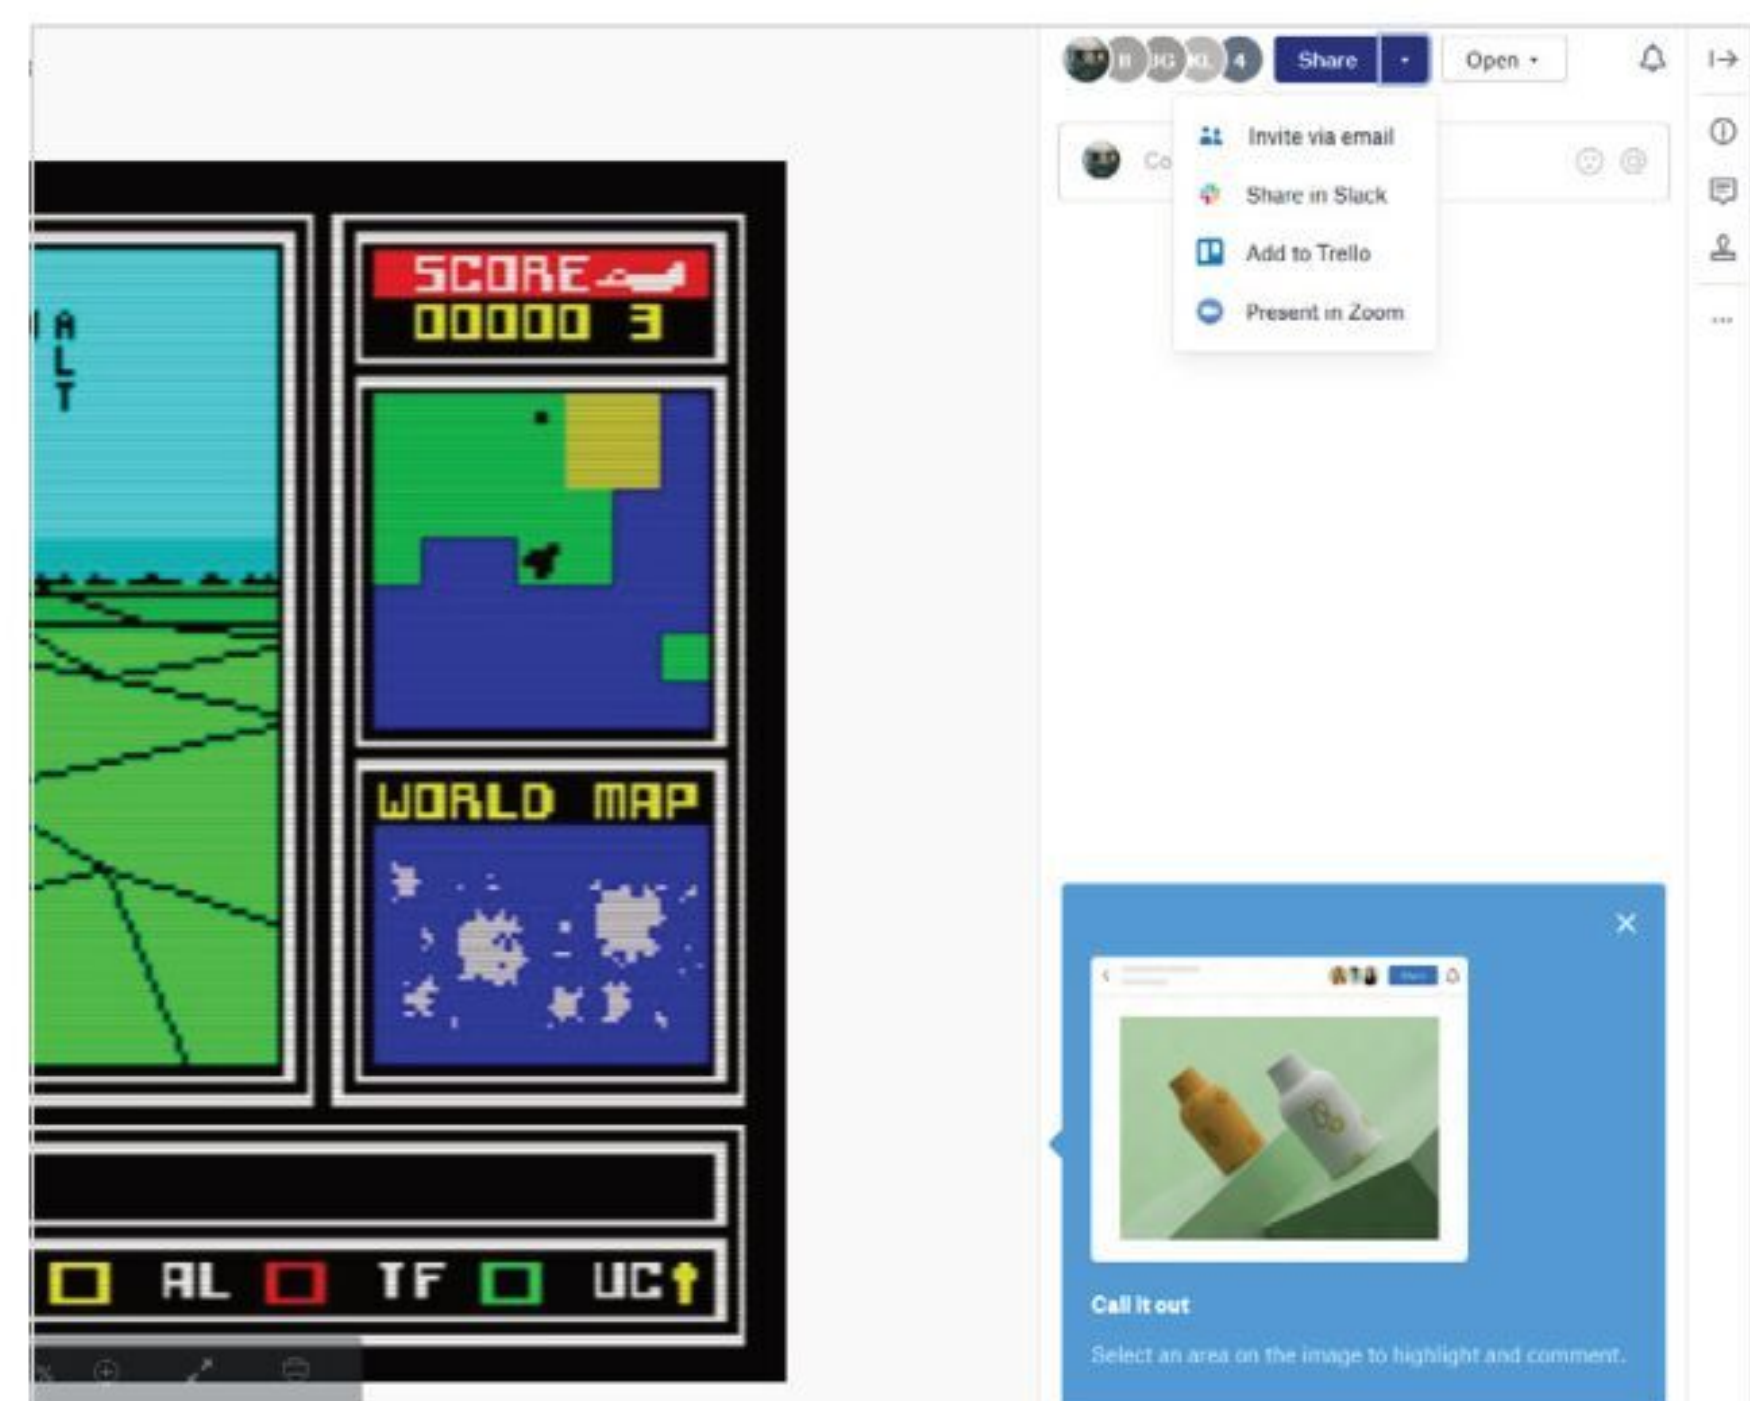 4
Share
Open
Invite via email
Share in Slack
Add to Trello
Present in Zoom
SCORE
00000 3
ALT
WORLD MAP
AL
TF
UC
Call it out
Select an area on the image to highlight and comment.